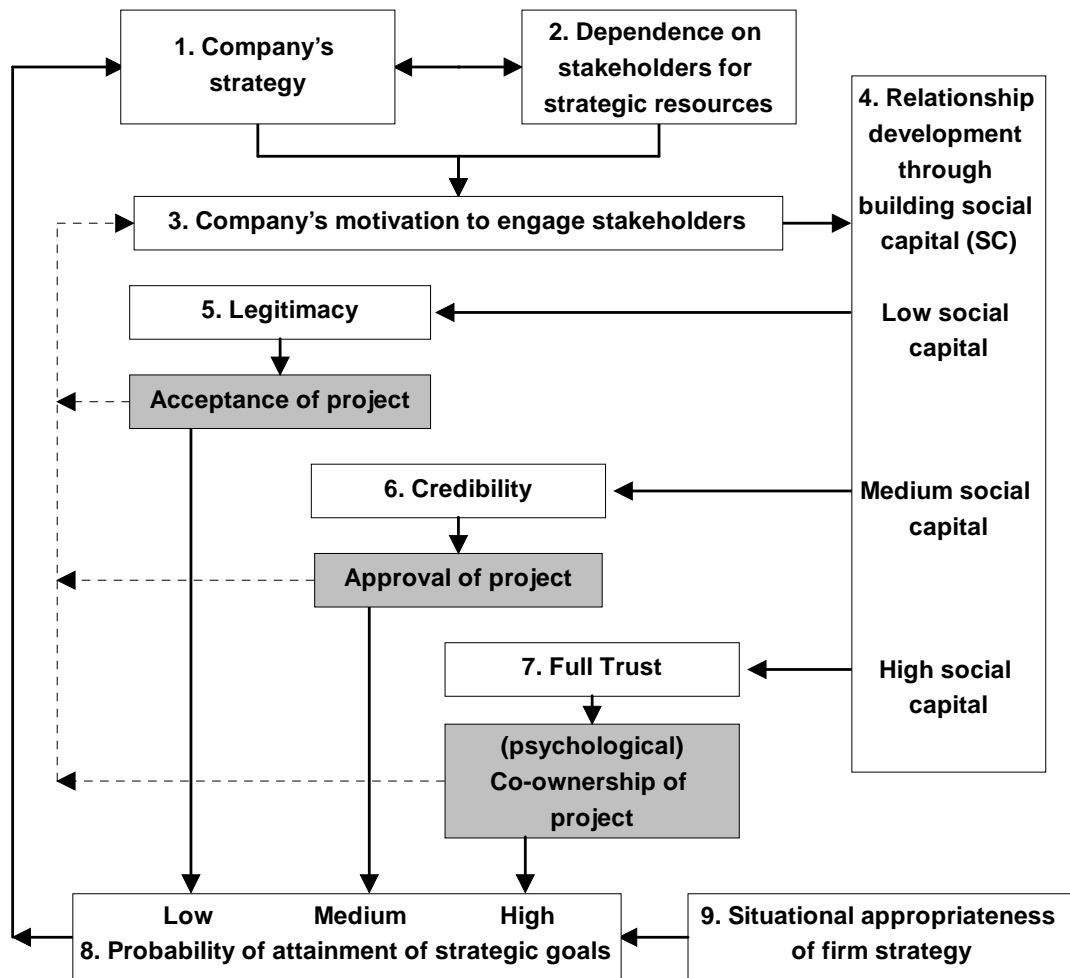 1. Company’s
strategy
2. Dependence on
stakeholders for
strategic resources
3. Company’s motivation to engage stakeholders
4. Relationship
development
through
building social
capital (SC)
5. Legitimacy
Low social
capital
Acceptance of project
6. Credibility
Medium social
capital
Approval of project
7. Full Trust
High social
capital
(psychological)
Co-ownership of
project
Low Medium High
8. Probability of attainment of strategic goals
9. Situational appropriateness
of firm strategy